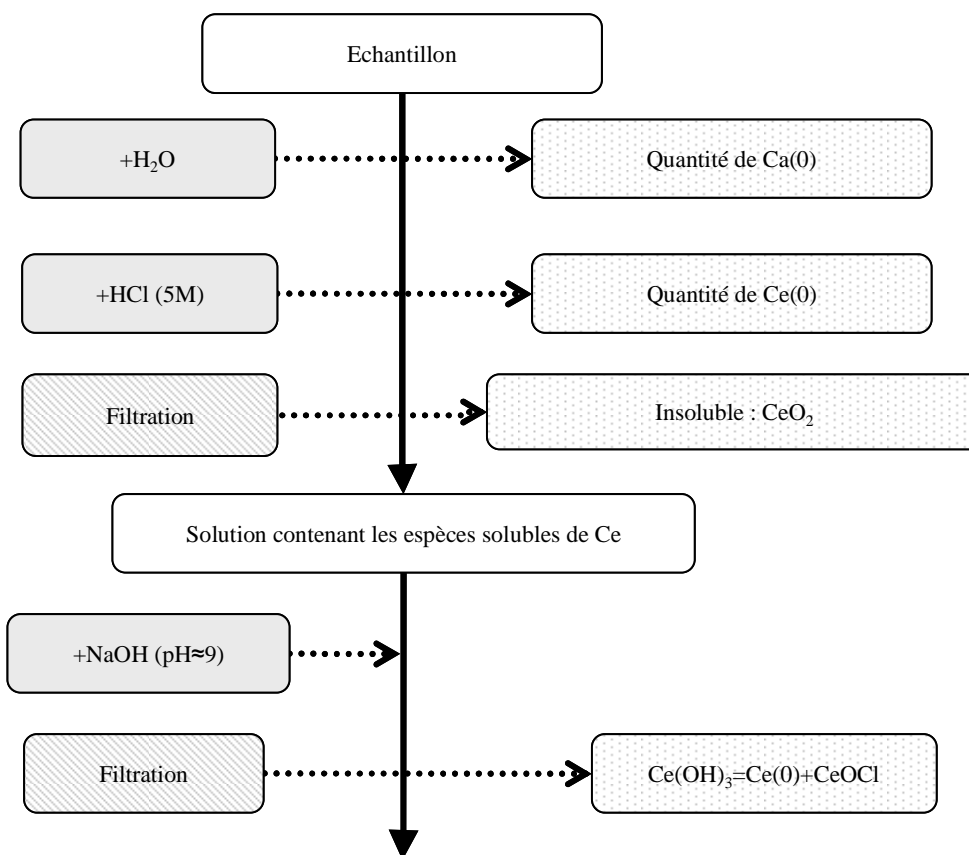 Echantillon
+H₂O
Quantité de Ca(0)
+HCl (5M)
Quantité de Ce(0)
Filtration
Insoluble : CeO₂
Solution contenant les espèces solubles de Ce
+NaOH (pH≈9)
Filtration
Ce(OH)₃=Ce(0)+CeOCl